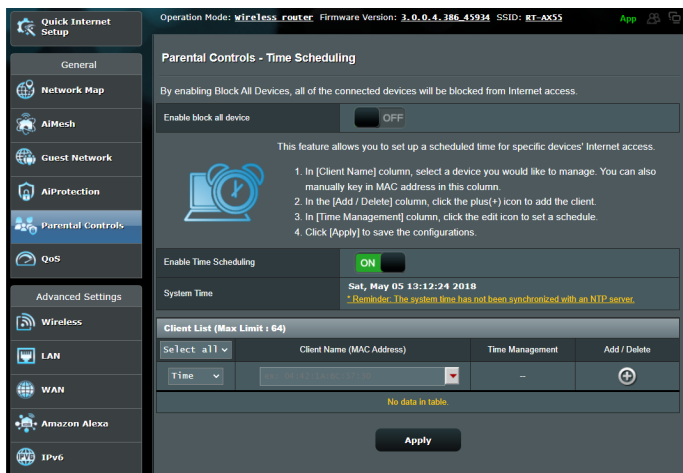 Quick Internet
Setup
Operation Mode: Wireless router Firmware Version: 3.0.0.4.386_45934 SSID: RT-AX55 App
General
Network Map
AiMesh
Guest Network
AiProtection
Parental Controls
QoS
Advanced Settings
Wireless
LAN
WAN
Amazon Alexa
IPv6
Parental Controls - Time Scheduling
By enabling Block All Devices, all of the connected devices will be blocked from Internet access.
Enable block all device OFF
This feature allows you to set up a scheduled time for specific devices' Internet access.
1. In [Client Name] column, select a device you would like to manage. You can also
manually key in MAC address in this column.
2. In the [Add / Delete] column, click the plus(+) icon to add the client.
3. In [Time Management] column, click the edit icon to set a schedule.
4. Click [Apply] to save the configurations.
Enable Time Scheduling ON
System Time Sat, May 05 13:12:24 2018
* Reminder: The system time has not been synchronized with an NTP server.
Client List (Max Limit : 64)
Select all Client Name (MAC Address) Time Management Add / Delete
Time –
No data in table.
Apply